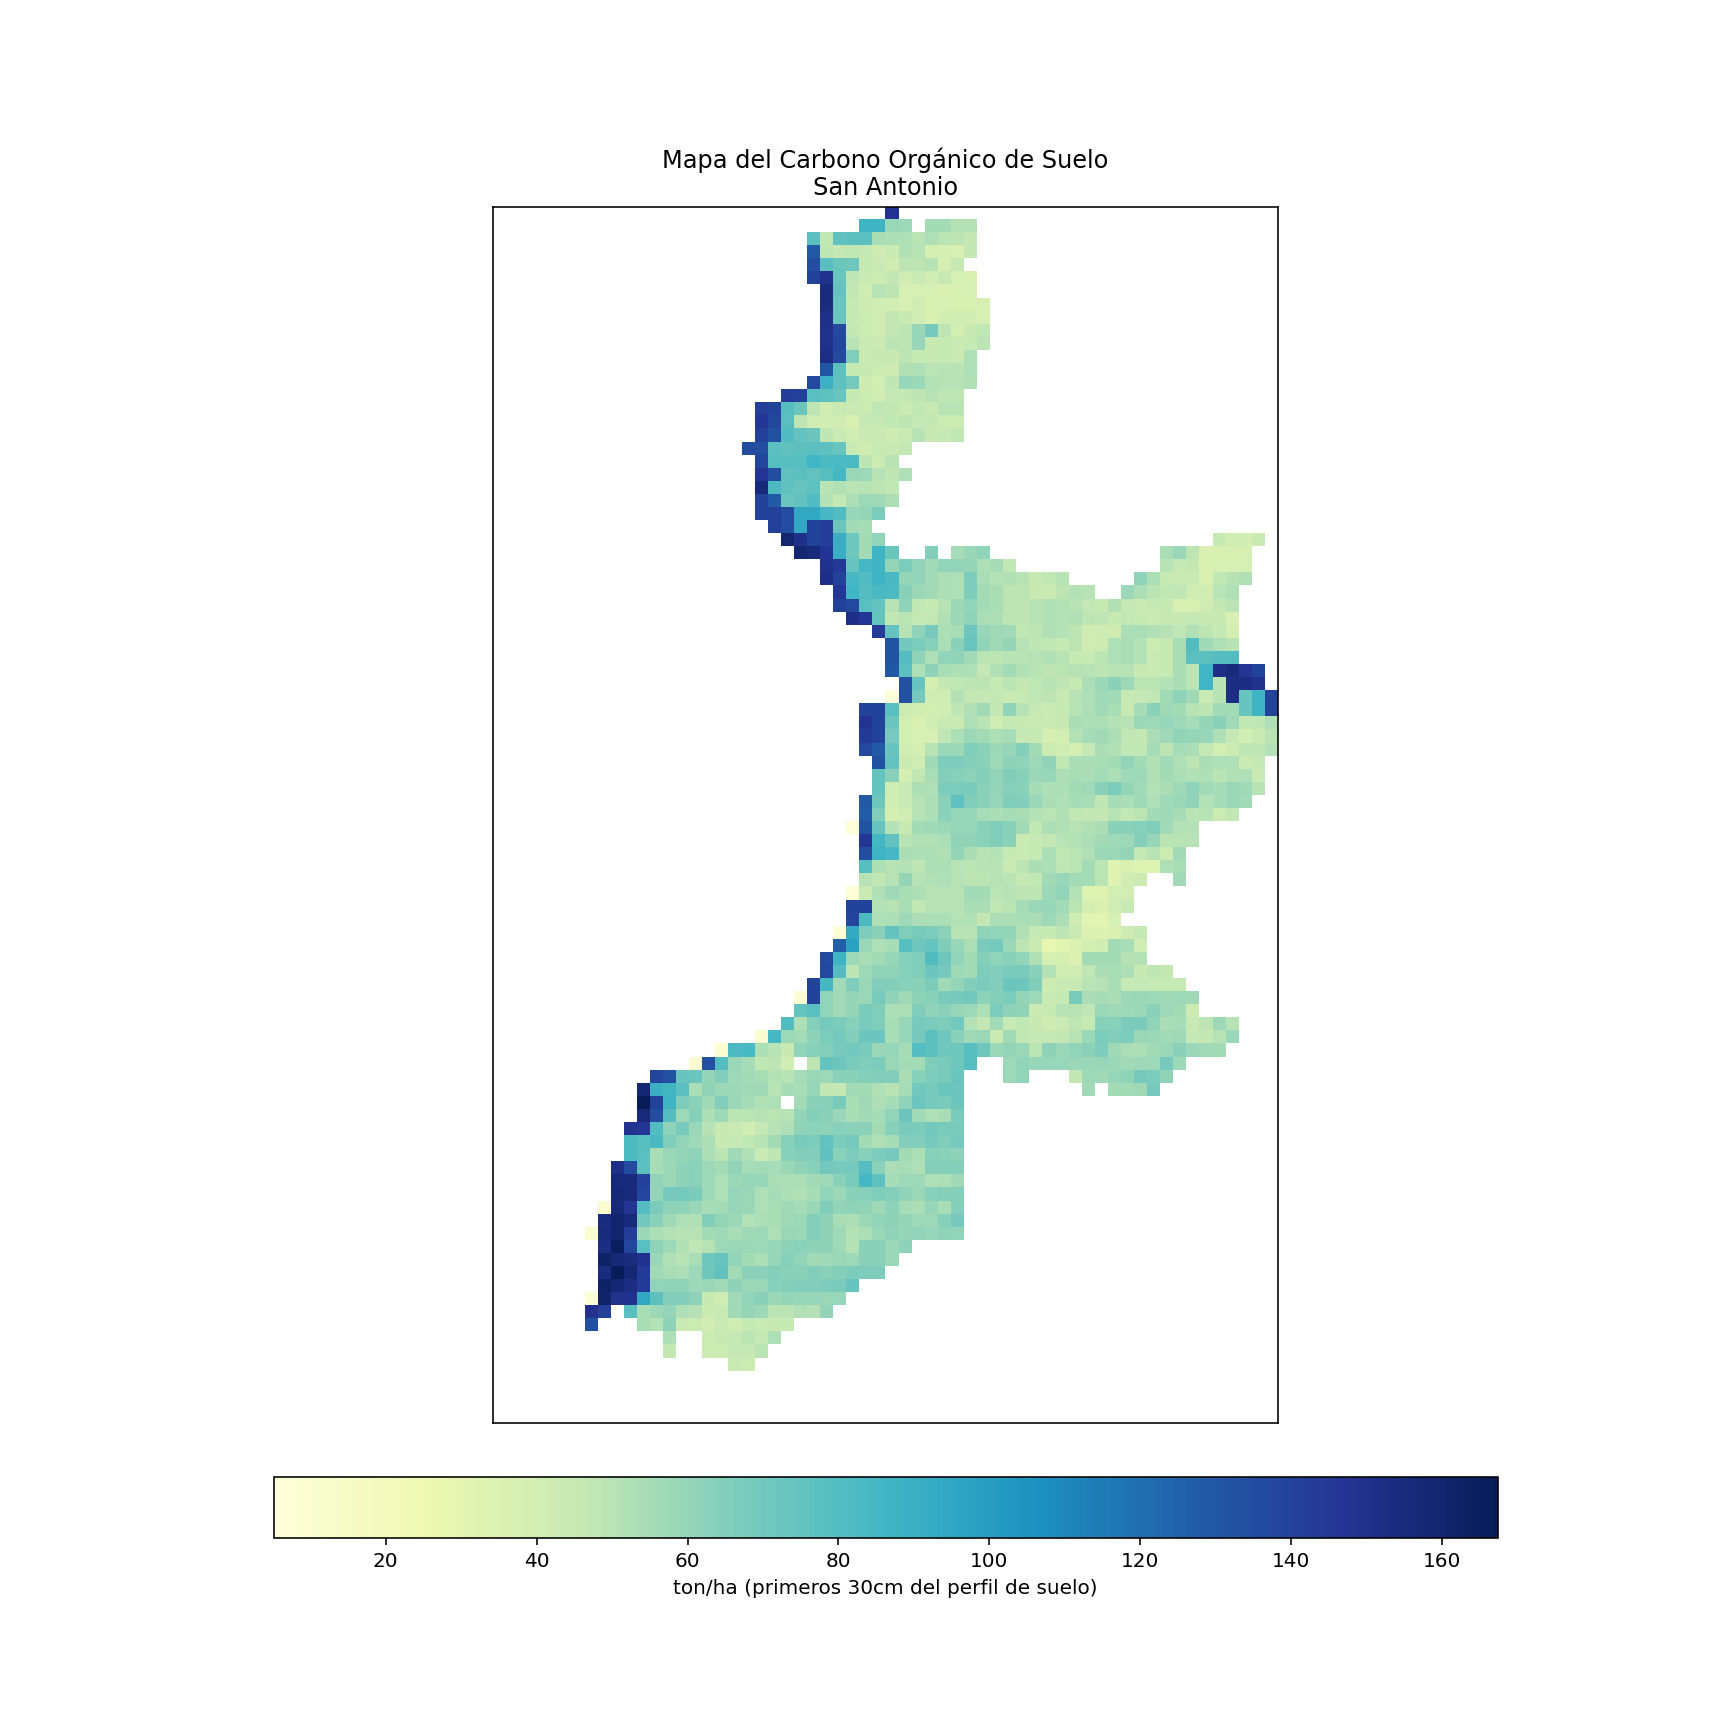 Mapa del Carbono Orgánico de Suelo
San Antonio
20 40 60 80 100 120 140 160
ton/ha (primeros 30cm del perfil de suelo)